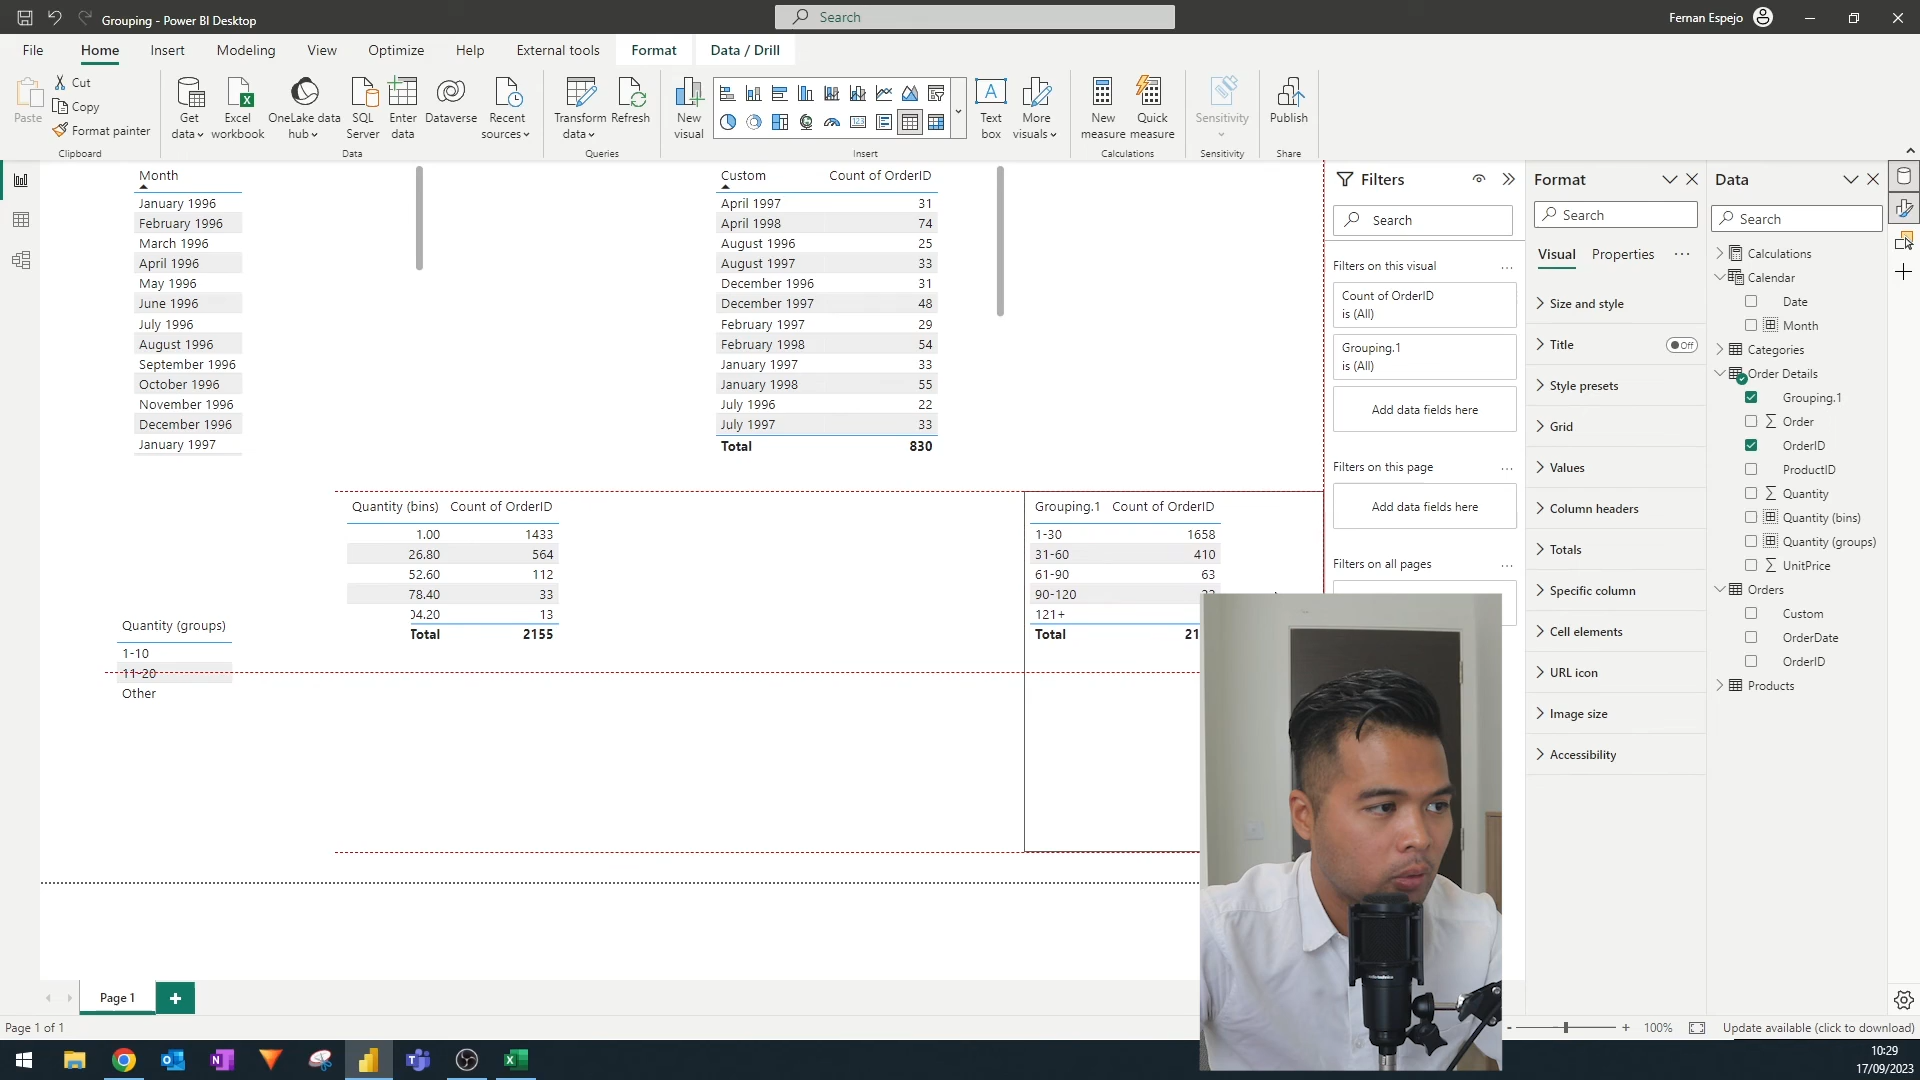 Grouping - Power BI Desktop
Search
Fernan Espejo
File Home Insert Modeling View Optimize Help External tools Format Data / Drill
Paste
Cut
Copy
Format painter
Clipboard
Get data
Excel workbook
OneLake data hub
SQL Server
Enter data
Dataverse
Recent sources
Data
Transform data
Refresh
Queries
New visual
Text box
More visuals
Insert
New measure
Quick measure
Calculations
Sensitivity
Sensitivity
Publish
Share
Month
January 1996
February 1996
March 1996
April 1996
May 1996
June 1996
July 1996
August 1996
September 1996
October 1996
November 1996
December 1996
January 1997
Custom Count of OrderID
April 1997 31
April 1998 74
August 1996 25
August 1997 33
December 1996 31
December 1997 48
February 1997 29
February 1998 54
January 1997 33
January 1998 55
July 1996 22
July 1997 33
Total 830
Quantity (bins) Count of OrderID
1.00 1433
26.80 564
52.60 112
78.40 33
04.20 13
Total 2155
Grouping.1 Count of OrderID
1-30 1658
31-60 410
61-90 63
90-120
121+
Total
Quantity (groups)
1-10
11-20
Other
Filters
Search
Filters on this visual
Count of OrderID
is (All)
Grouping.1
is (All)
Add data fields here
Filters on this page
Add data fields here
Filters on all pages
Format
Search
Visual Properties
Size and style
Title Off
Style presets
Grid
Values
Column headers
Totals
Specific column
Cell elements
URL icon
Image size
Accessibility
Data
Search
Calculations
Calendar
Date
Month
Categories
Order Details
Grouping.1
Order
OrderID
ProductID
Quantity
Quantity (bins)
Quantity (groups)
UnitPrice
Orders
Custom
OrderDate
OrderID
Products
Page 1
Page 1 of 1
100%
Update available (click to download)
10:29
17/09/2023